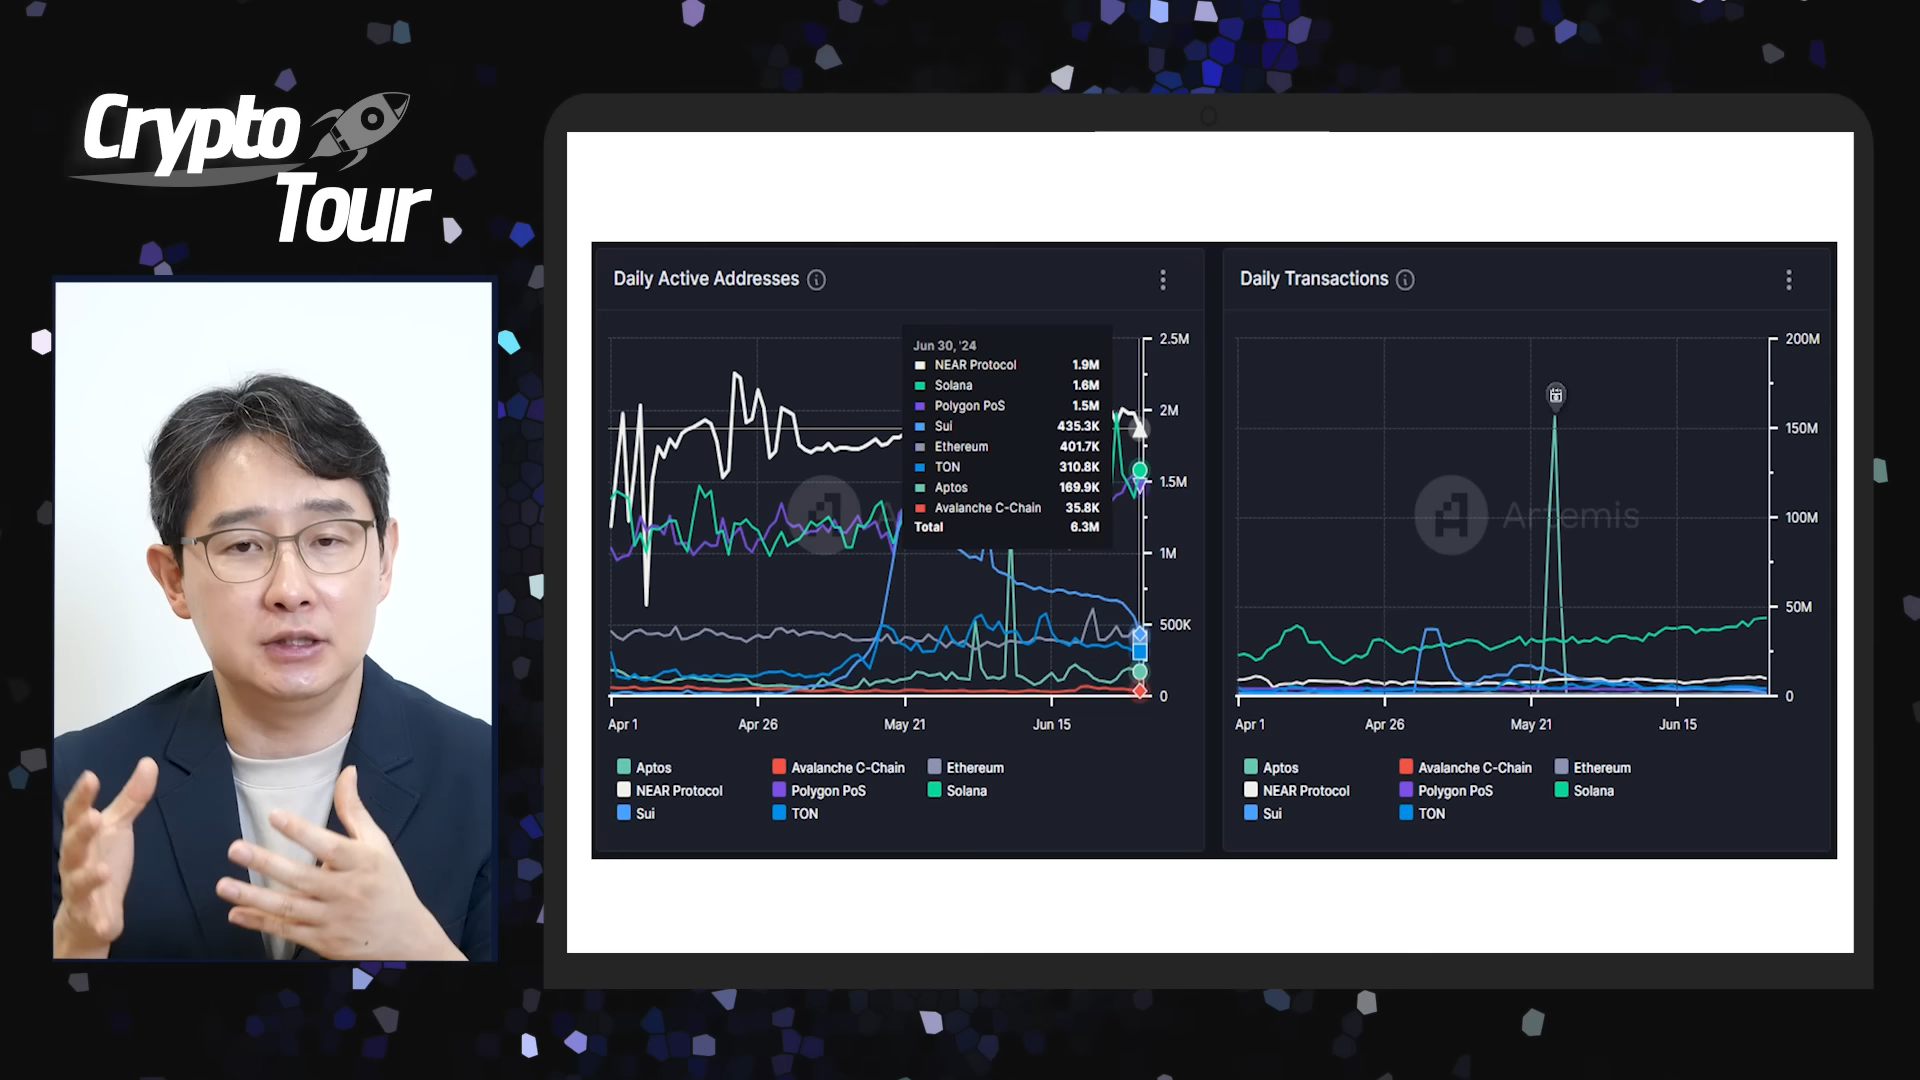 Crypto
Tour
Daily Active Addresses
Jun 30, '24
NEAR Protocol 1.9M
Solana 1.6M
Polygon PoS 1.5M
Sui 435.3K
Ethereum 401.7K
TON 310.8K
Aptos 169.9K
Avalanche C-Chain 35.8K
Total 6.3M
2.5M
2M
1.5M
1M
500K
0
Apr 1 Apr 26 May 21 Jun 15
Aptos Avalanche C-Chain Ethereum
NEAR Protocol Polygon PoS Solana
Sui TON
Daily Transactions
200M
150M
100M
50M
0
Artemis
Apr 1 Apr 26 May 21 Jun 15
Aptos Avalanche C-Chain Ethereum
NEAR Protocol Polygon PoS Solana
Sui TON